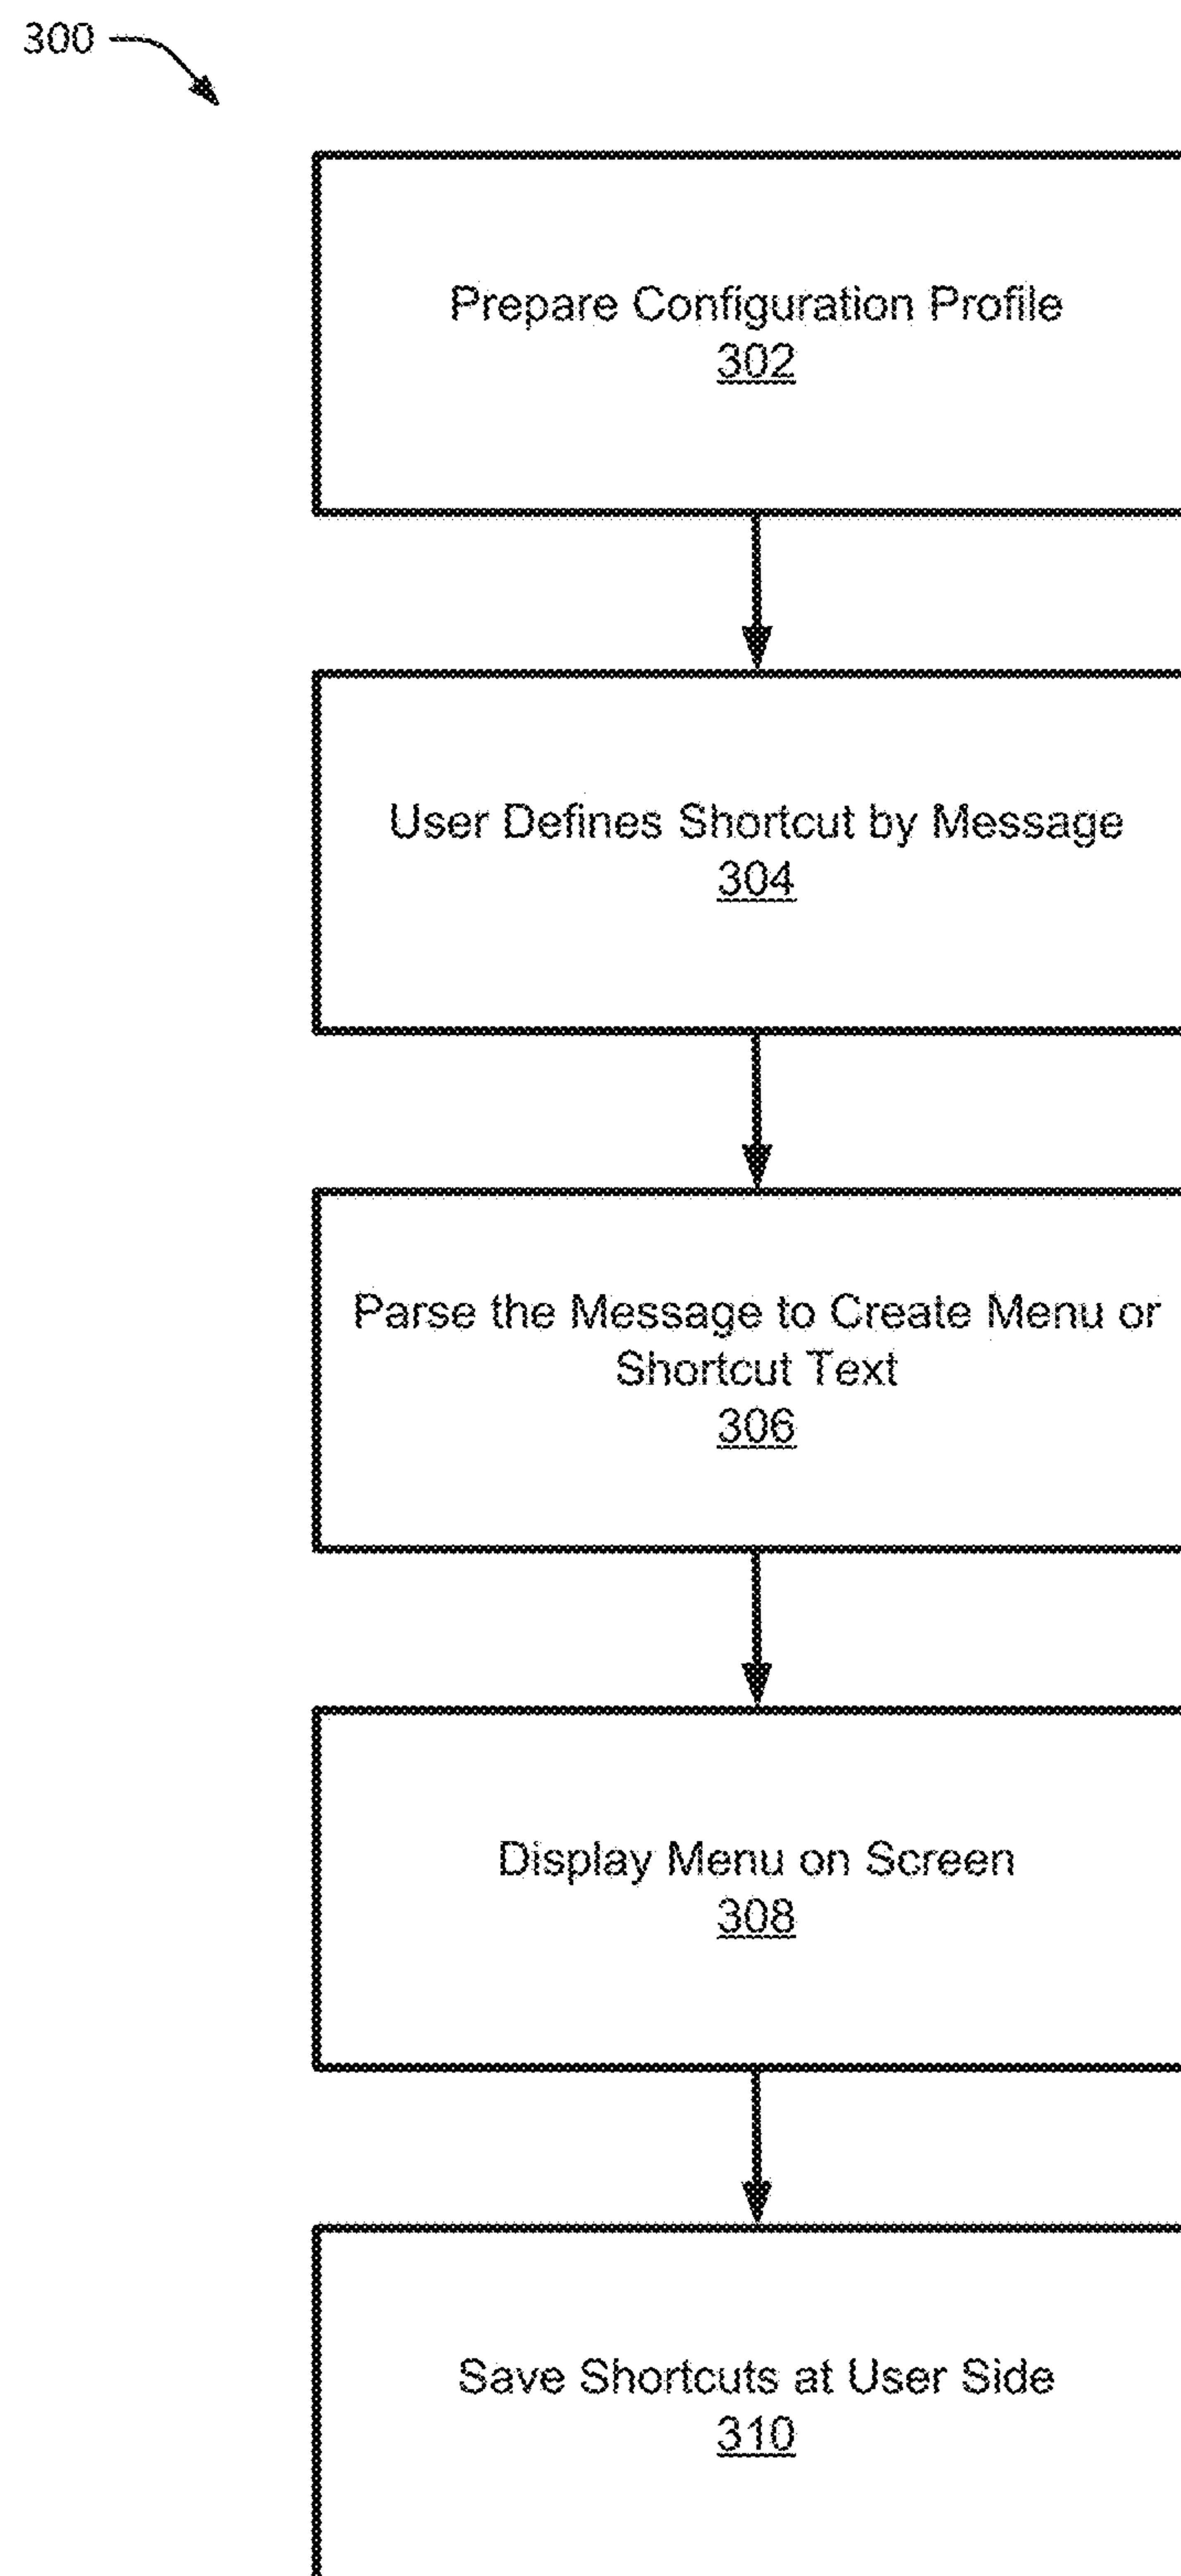 300
Prepare Configuration Profile
302
User Defines Shortcut by Message
304
Parse the Message to Create Menu or
Shortcut Text
306
Display Menu on Screen
308
Save Shortcuts at User Side
310